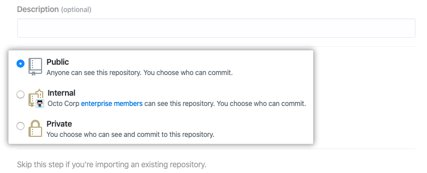 Description (optional)
Public
Anyone can see this repository. You choose who can commit.
Internal
Octo Corp enterprise members can see this repository. You choose who can commit.
Private
You choose who can see and commit to this repository.
Skip this step if you're importing an existing repository.